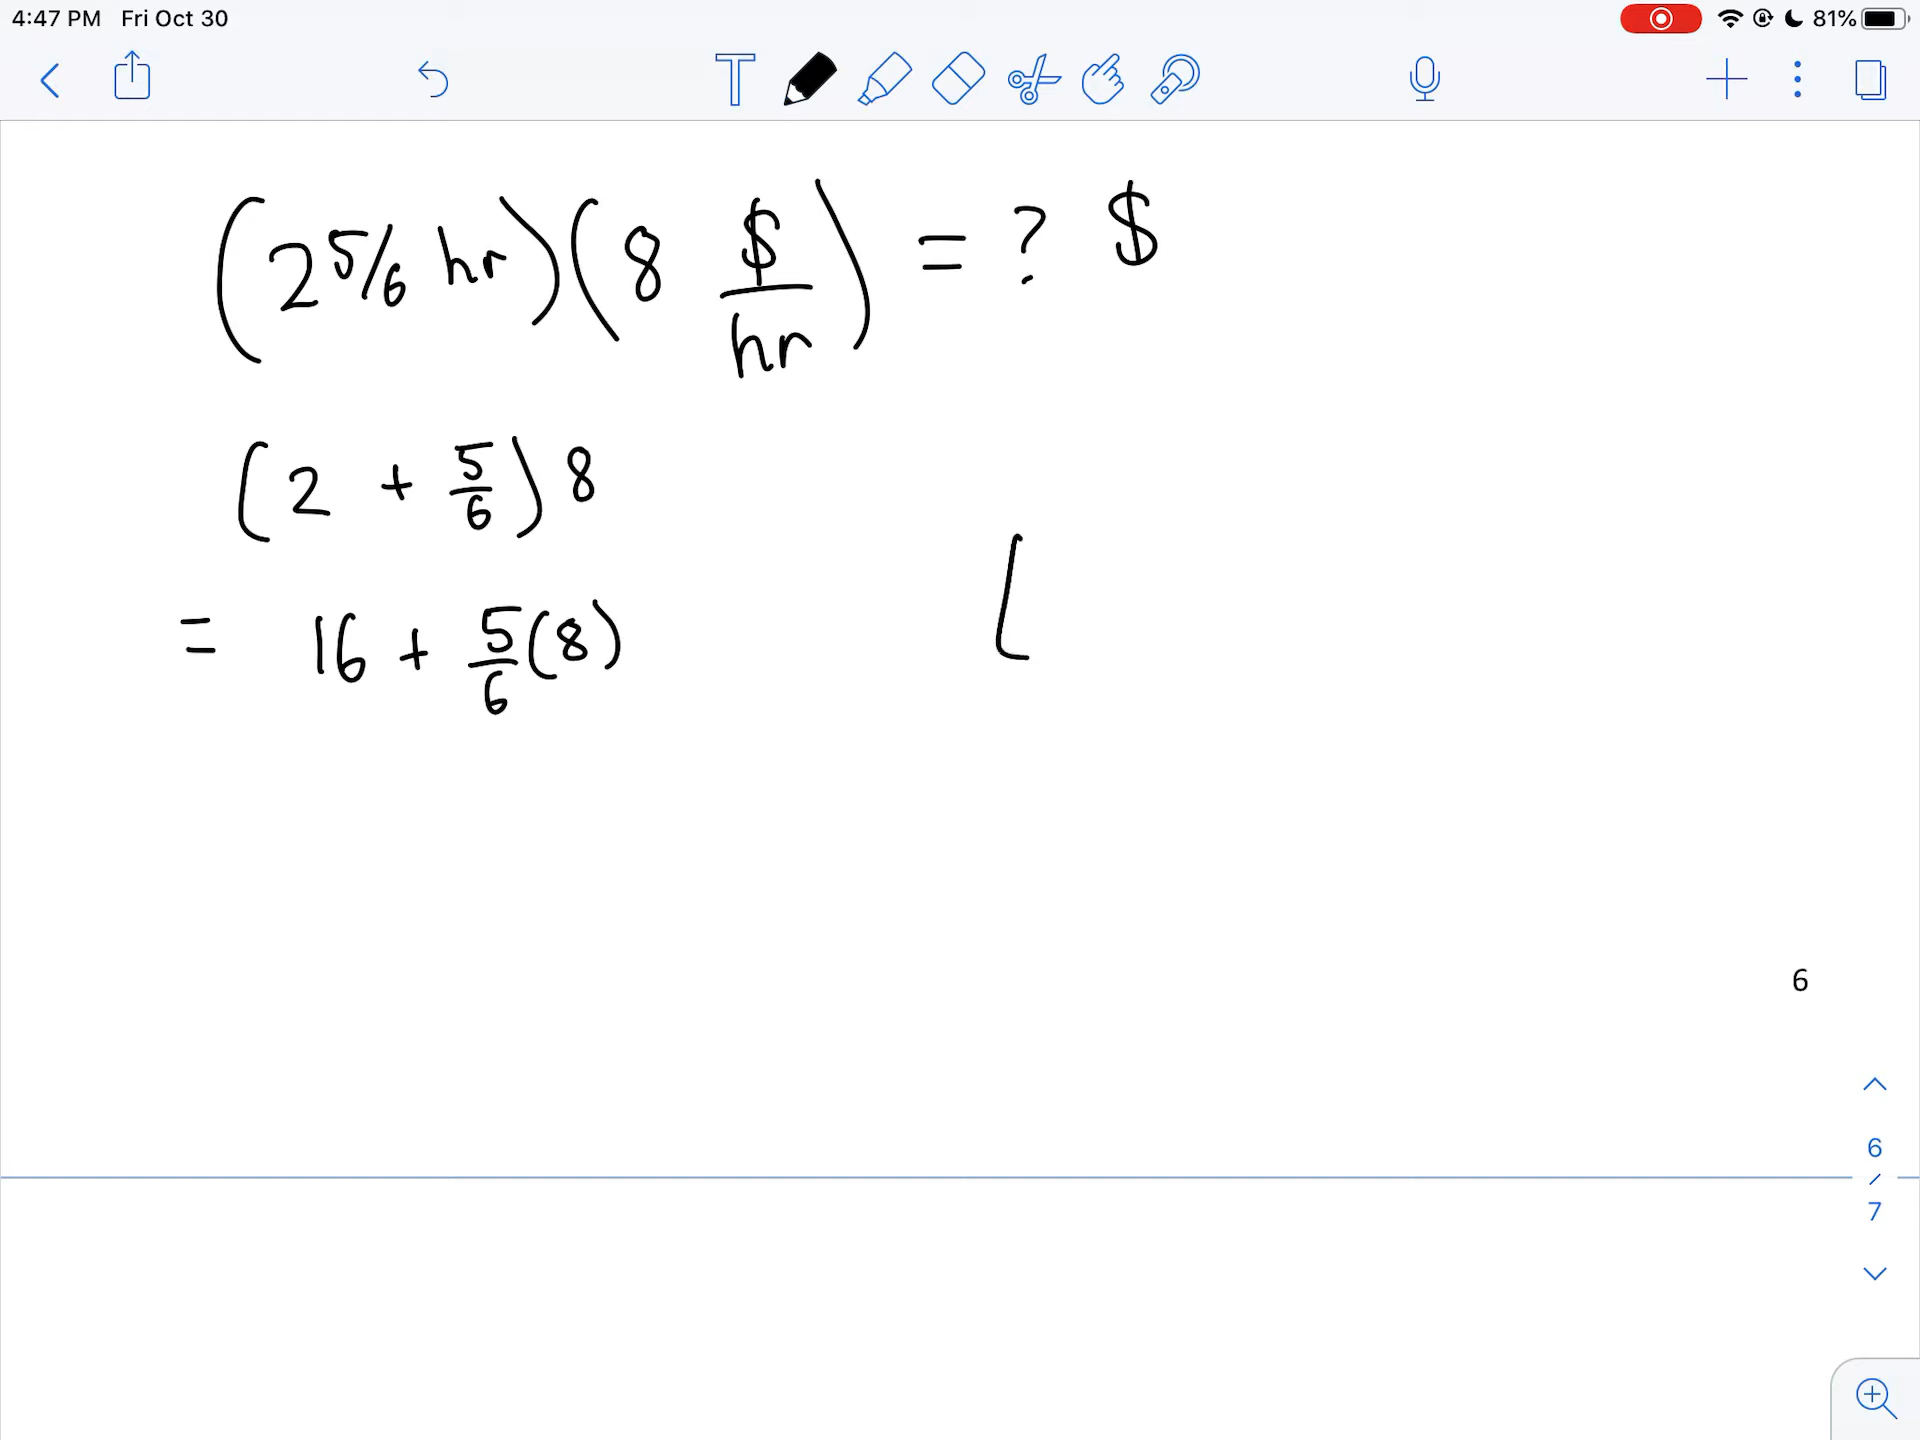 4:47 PM Fri Oct 30
81%
T
(2 5/6 hr)(8 $/hr) = ? $
(2 + 5/6) 8
= 16 + 5/6 (8)
(
6
6
/
7